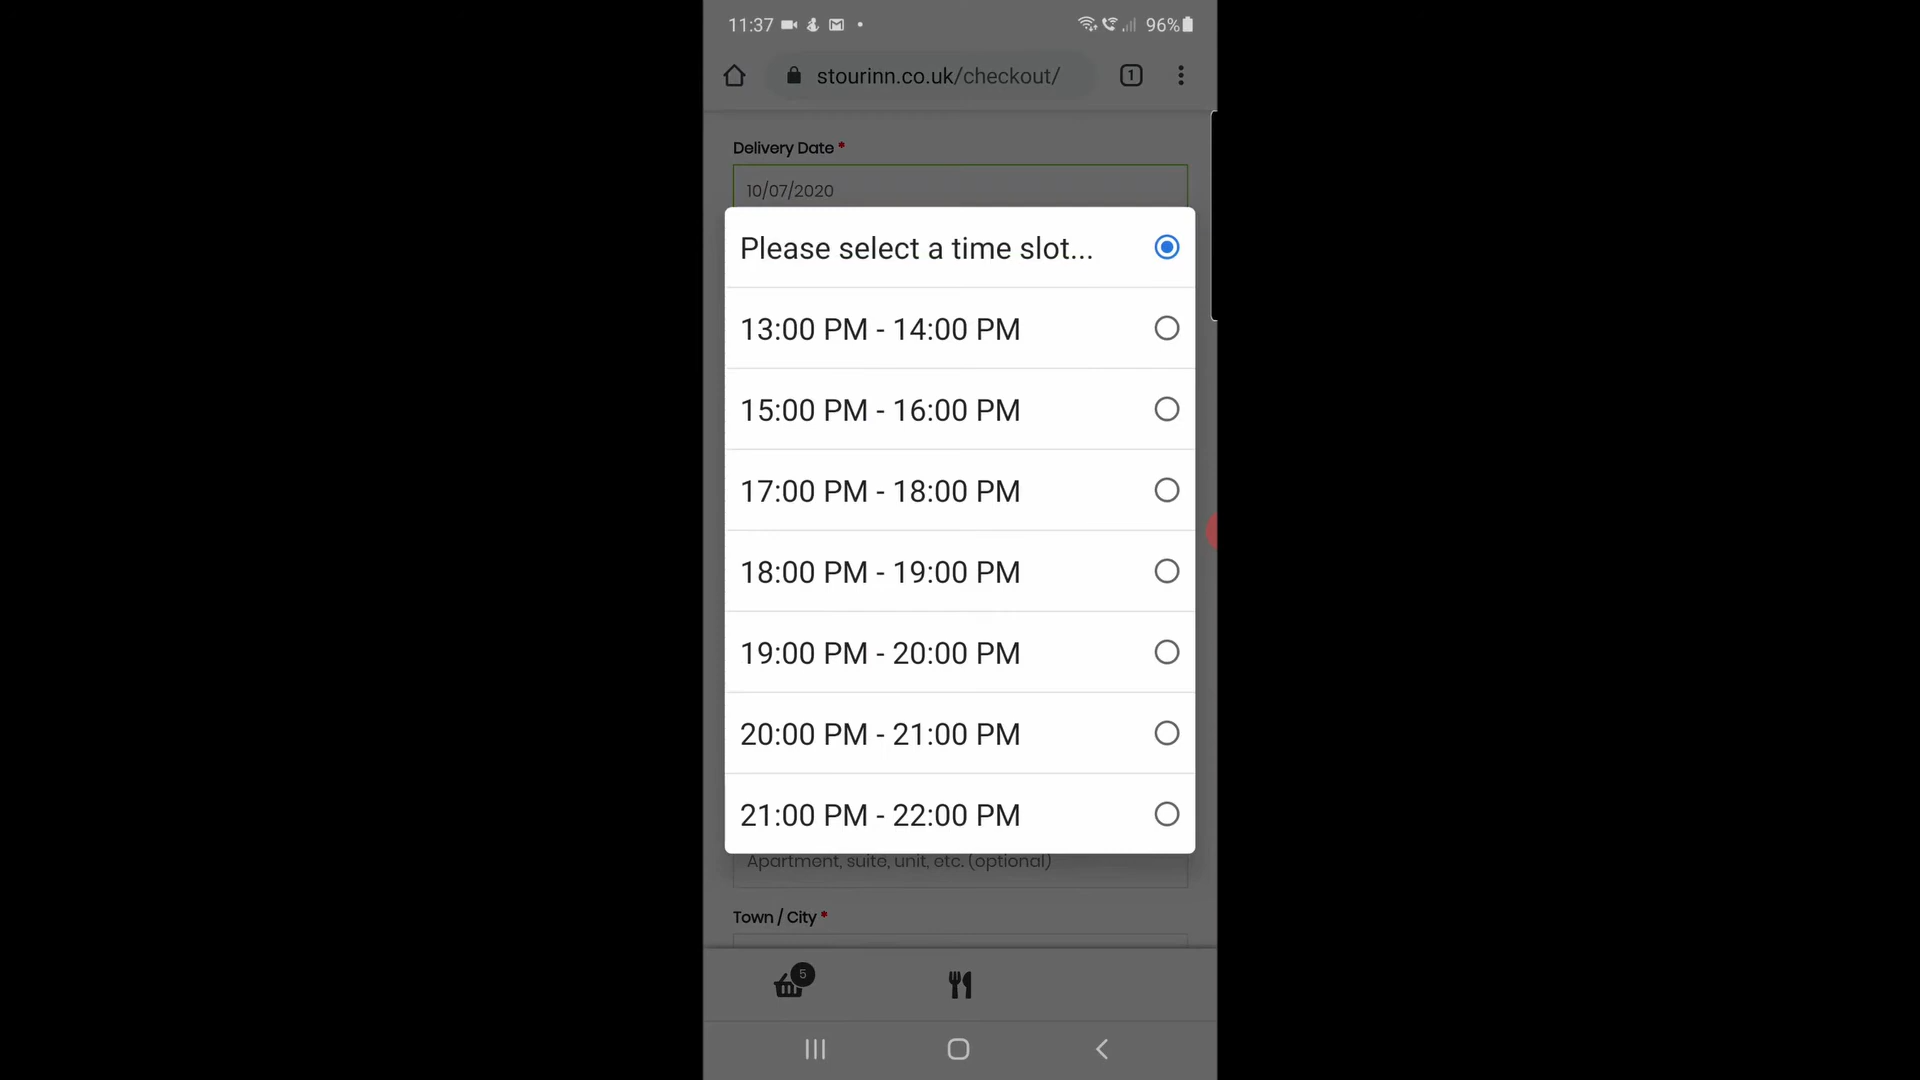 11:37
96%
stourinn.co.uk/checkout/
1
Delivery Date *
10/07/2020
Please select a time slot...
13:00 PM - 14:00 PM
15:00 PM - 16:00 PM
17:00 PM - 18:00 PM
18:00 PM - 19:00 PM
19:00 PM - 20:00 PM
20:00 PM - 21:00 PM
21:00 PM - 22:00 PM
Apartment, suite, unit, etc. (optional)
Town / City *
5